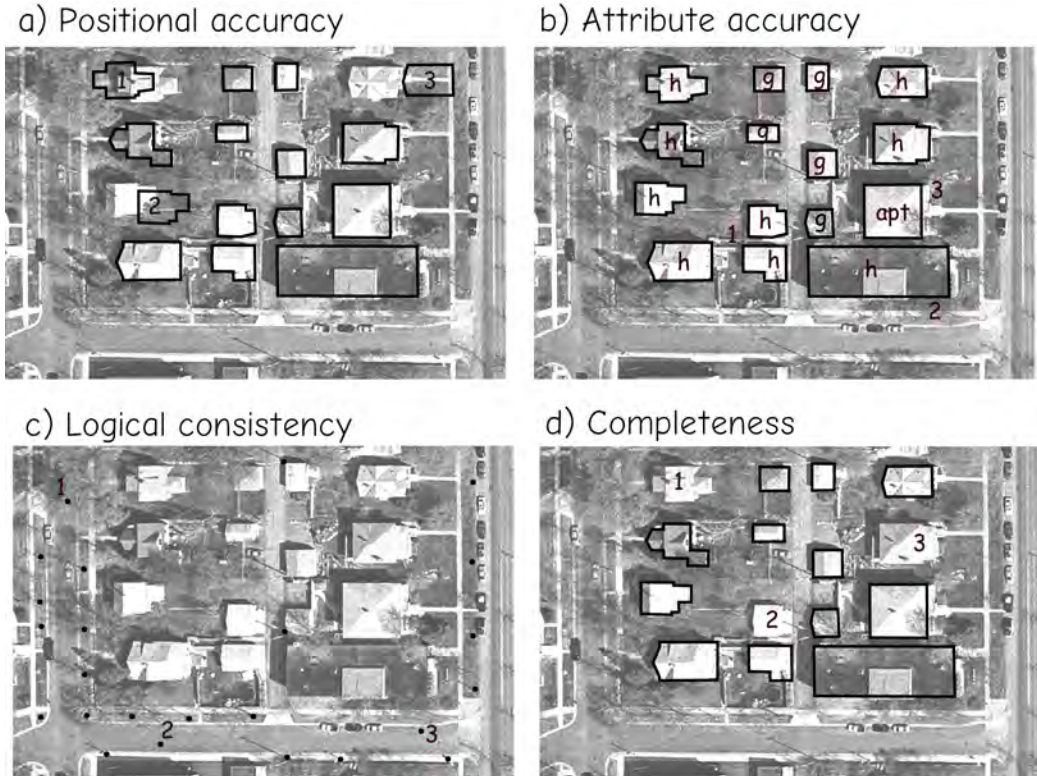 a) Positional accuracy
b) Attribute accuracy
1
3
2
h
g
g
h
h
g
g
h
h
3
h
g
apt
1
h
h
h
2
c) Logical consistency
d) Completeness
1
2
3
1
3
2